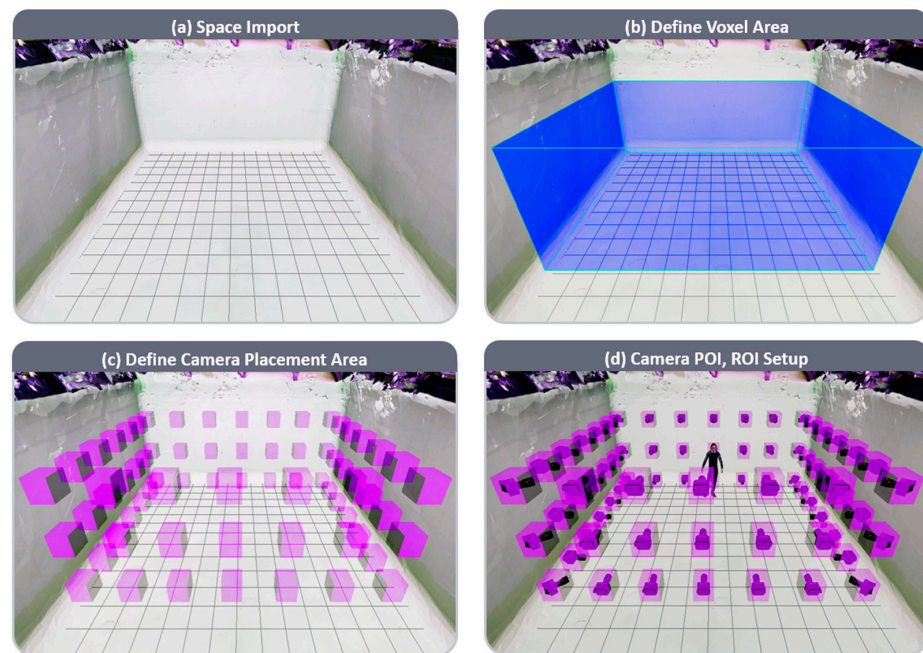 (a) Space Import
(b) Define Voxel Area
(c) Define Camera Placement Area
(d) Camera POI, ROI Setup